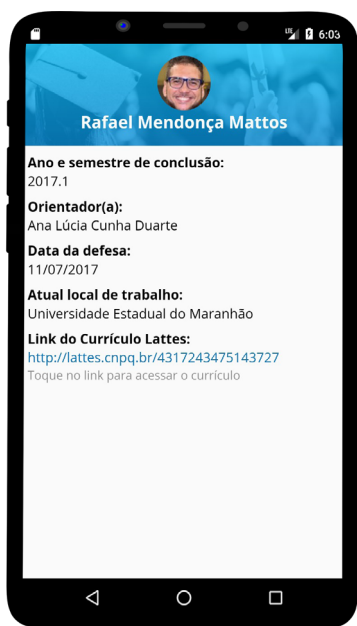 LTE 6:03
Rafael Mendonça Mattos
Ano e semestre de conclusão:
2017.1
Orientador(a):
Ana Lúcia Cunha Duarte
Data da defesa:
11/07/2017
Atual local de trabalho:
Universidade Estadual do Maranhão
Link do Currículo Lattes:
http://lattes.cnpq.br/4317243475143727
Toque no link para acessar o currículo